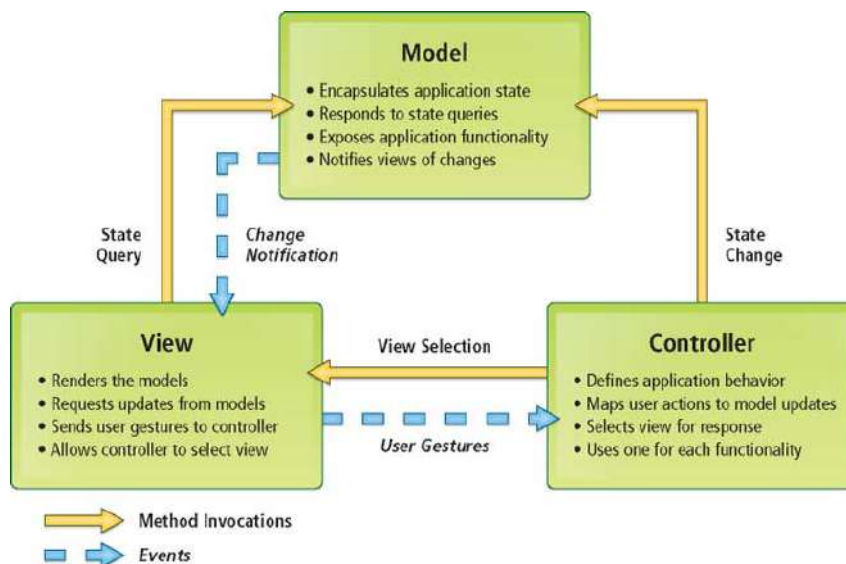 Model
• Encapsulates application state
• Responds to state queries
• Exposes application functionality
• Notifies views of changes
State
Query
Change
Notification
State
Change
View
• Renders the models
• Requests updates from models
• Sends user gestures to controller
• Allows controller to select view
View Selection
User Gestures
Controller
• Defines application behavior
• Maps user actions to model updates
• Selects view for response
• Uses one for each functionality
Method Invocations
Events